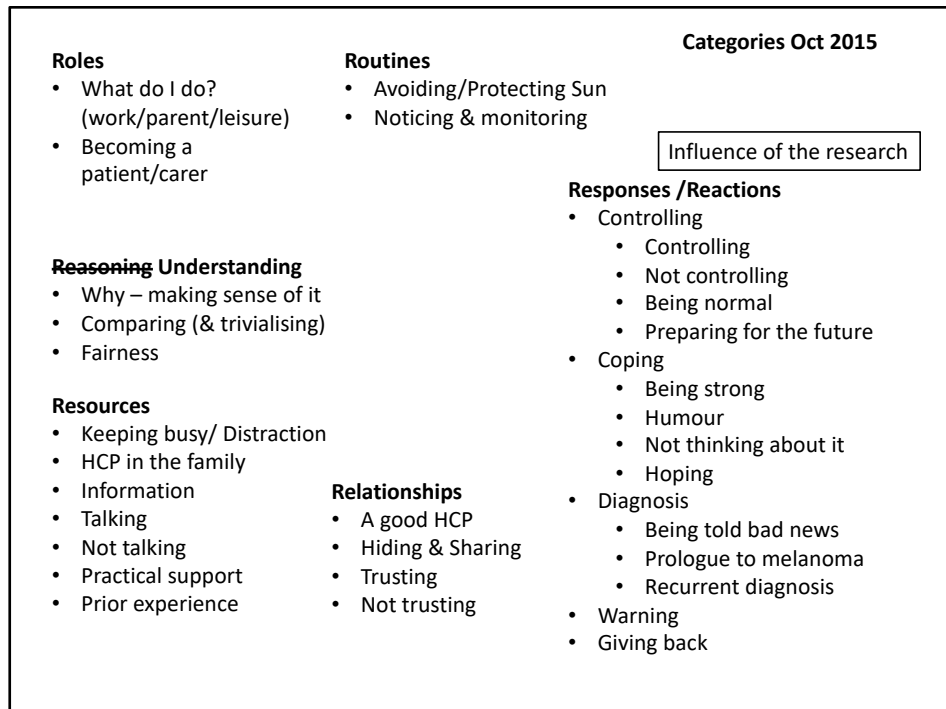 Categories Oct 2015
Roles
• What do I do?
(work/parent/leisure)
• Becoming a
patient/carer
Routines
• Avoiding/Protecting Sun
• Noticing & monitoring
Influence of the research
Reasoning Understanding
• Why – making sense of it
• Comparing (& trivialising)
• Fairness
Resources
• Keeping busy/ Distraction
• HCP in the family
• Information
• Talking
• Not talking
• Practical support
• Prior experience
Relationships
• A good HCP
• Hiding & Sharing
• Trusting
• Not trusting
Responses /Reactions
• Controlling
• Controlling
• Not controlling
• Being normal
• Preparing for the future
• Coping
• Being strong
• Humour
• Not thinking about it
• Hoping
• Diagnosis
• Being told bad news
• Prologue to melanoma
• Recurrent diagnosis
• Warning
• Giving back